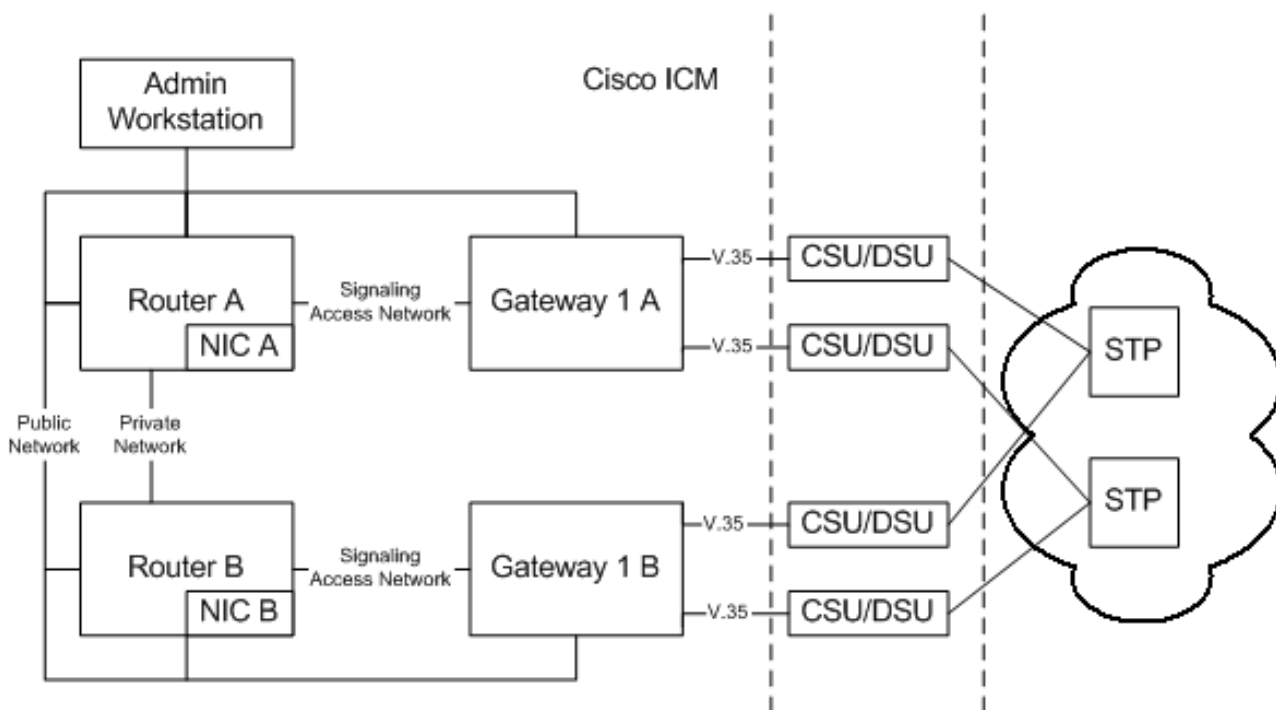 Admin
Workstation
Cisco ICM
Router A
NIC A
Signaling
Access Network
Gateway 1 A
V.35
CSU/DSU
V.35
CSU/DSU
STP
Public
Network
Private
Network
Router B
NIC B
Signaling
Access Network
Gateway 1 B
V.35
CSU/DSU
V.35
CSU/DSU
STP